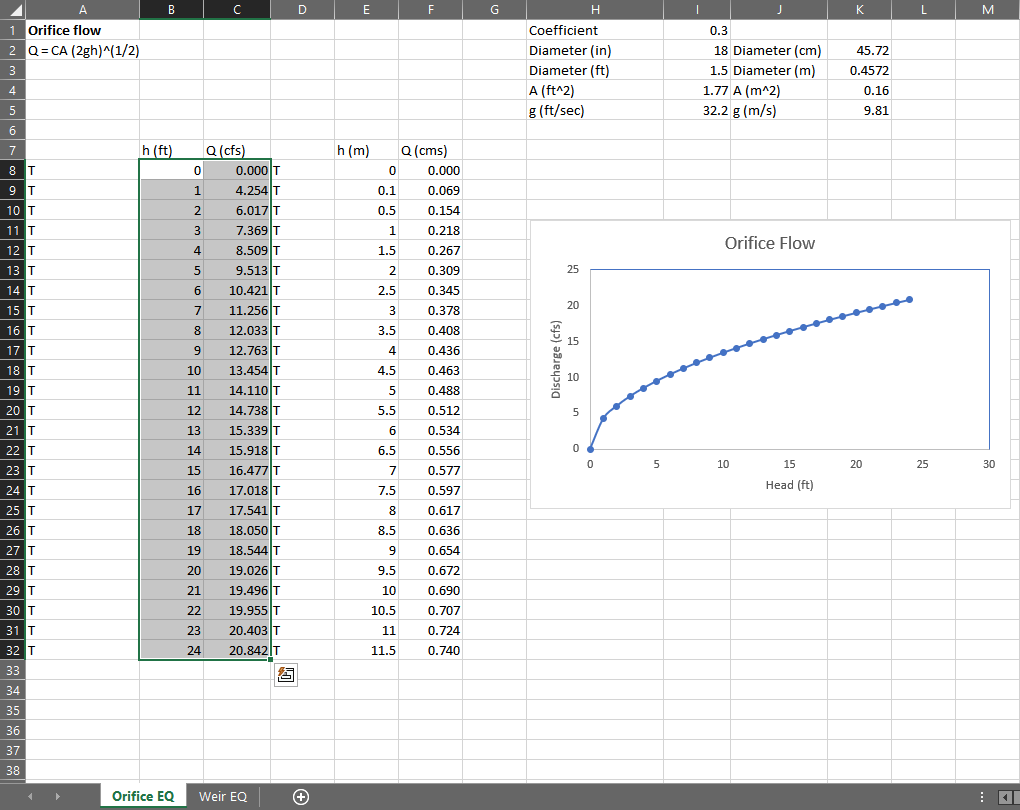 A B C D E F G H I J K L M
1 Orifice flow Coefficient 0.3
2 Q = CA (2gh)^(1/2) Diameter (in) 18 Diameter (cm) 45.72
3 Diameter (ft) 1.5 Diameter (m) 0.4572
4 A (ft^2) 1.77 A (m^2) 0.16
5 g (ft/sec) 32.2 g (m/s) 9.81
6
7 h (ft) Q (cfs) h (m) Q (cms)
8 T 0 0.000 T 0 0.000
9 T 1 4.254 T 0.1 0.069
10 T 2 6.017 T 0.5 0.154
11 T 3 7.369 T 1 0.218
12 T 4 8.509 T 1.5 0.267
13 T 5 9.513 T 2 0.309
14 T 6 10.421 T 2.5 0.345
15 T 7 11.256 T 3 0.378
16 T 8 12.033 T 3.5 0.408
17 T 9 12.763 T 4 0.436
18 T 10 13.454 T 4.5 0.463
19 T 11 14.110 T 5 0.488
20 T 12 14.738 T 5.5 0.512
21 T 13 15.339 T 6 0.534
22 T 14 15.918 T 6.5 0.556
23 T 15 16.477 T 7 0.577
24 T 16 17.018 T 7.5 0.597
25 T 17 17.541 T 8 0.617
26 T 18 18.050 T 8.5 0.636
27 T 19 18.544 T 9 0.654
28 T 20 19.026 T 9.5 0.672
29 T 21 19.496 T 10 0.690
30 T 22 19.955 T 10.5 0.707
31 T 23 20.403 T 11 0.724
32 T 24 20.842 T 11.5 0.740
33
34
35
36
37
38
Orifice Flow
25
20
15
10
5
0
Discharge (cfs)
0 5 10 15 20 25 30
Head (ft)
Orifice EQ Weir EQ